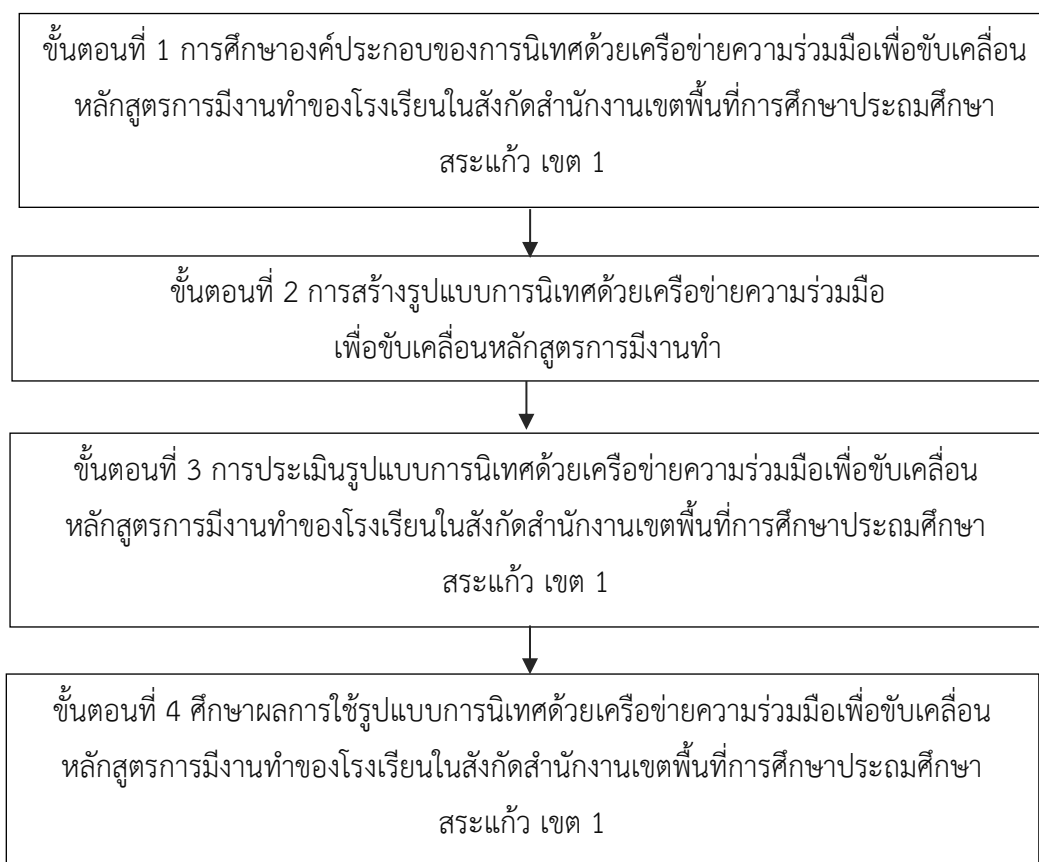 ขั้นตอนที่ 1 การศึกษาองค์ประกอบของการนิเทศด้วยเครือข่ายความร่วมมือเพื่อขับเคลื่อน
หลักสูตรการมีงานทำของโรงเรียนในสังกัดสำนักงานเขตพื้นที่การศึกษาประถมศึกษา
สระแก้ว เขต 1
ขั้นตอนที่ 2 การสร้างรูปแบบการนิเทศด้วยเครือข่ายความร่วมมือ
เพื่อขับเคลื่อนหลักสูตรการมีงานทำ
ขั้นตอนที่ 3 การประเมินรูปแบบการนิเทศด้วยเครือข่ายความร่วมมือเพื่อขับเคลื่อน
หลักสูตรการมีงานทำของโรงเรียนในสังกัดสำนักงานเขตพื้นที่การศึกษาประถมศึกษา
สระแก้ว เขต 1
ขั้นตอนที่ 4 ศึกษาผลการใช้รูปแบบการนิเทศด้วยเครือข่ายความร่วมมือเพื่อขับเคลื่อน
หลักสูตรการมีงานทำของโรงเรียนในสังกัดสำนักงานเขตพื้นที่การศึกษาประถมศึกษา
สระแก้ว เขต 1